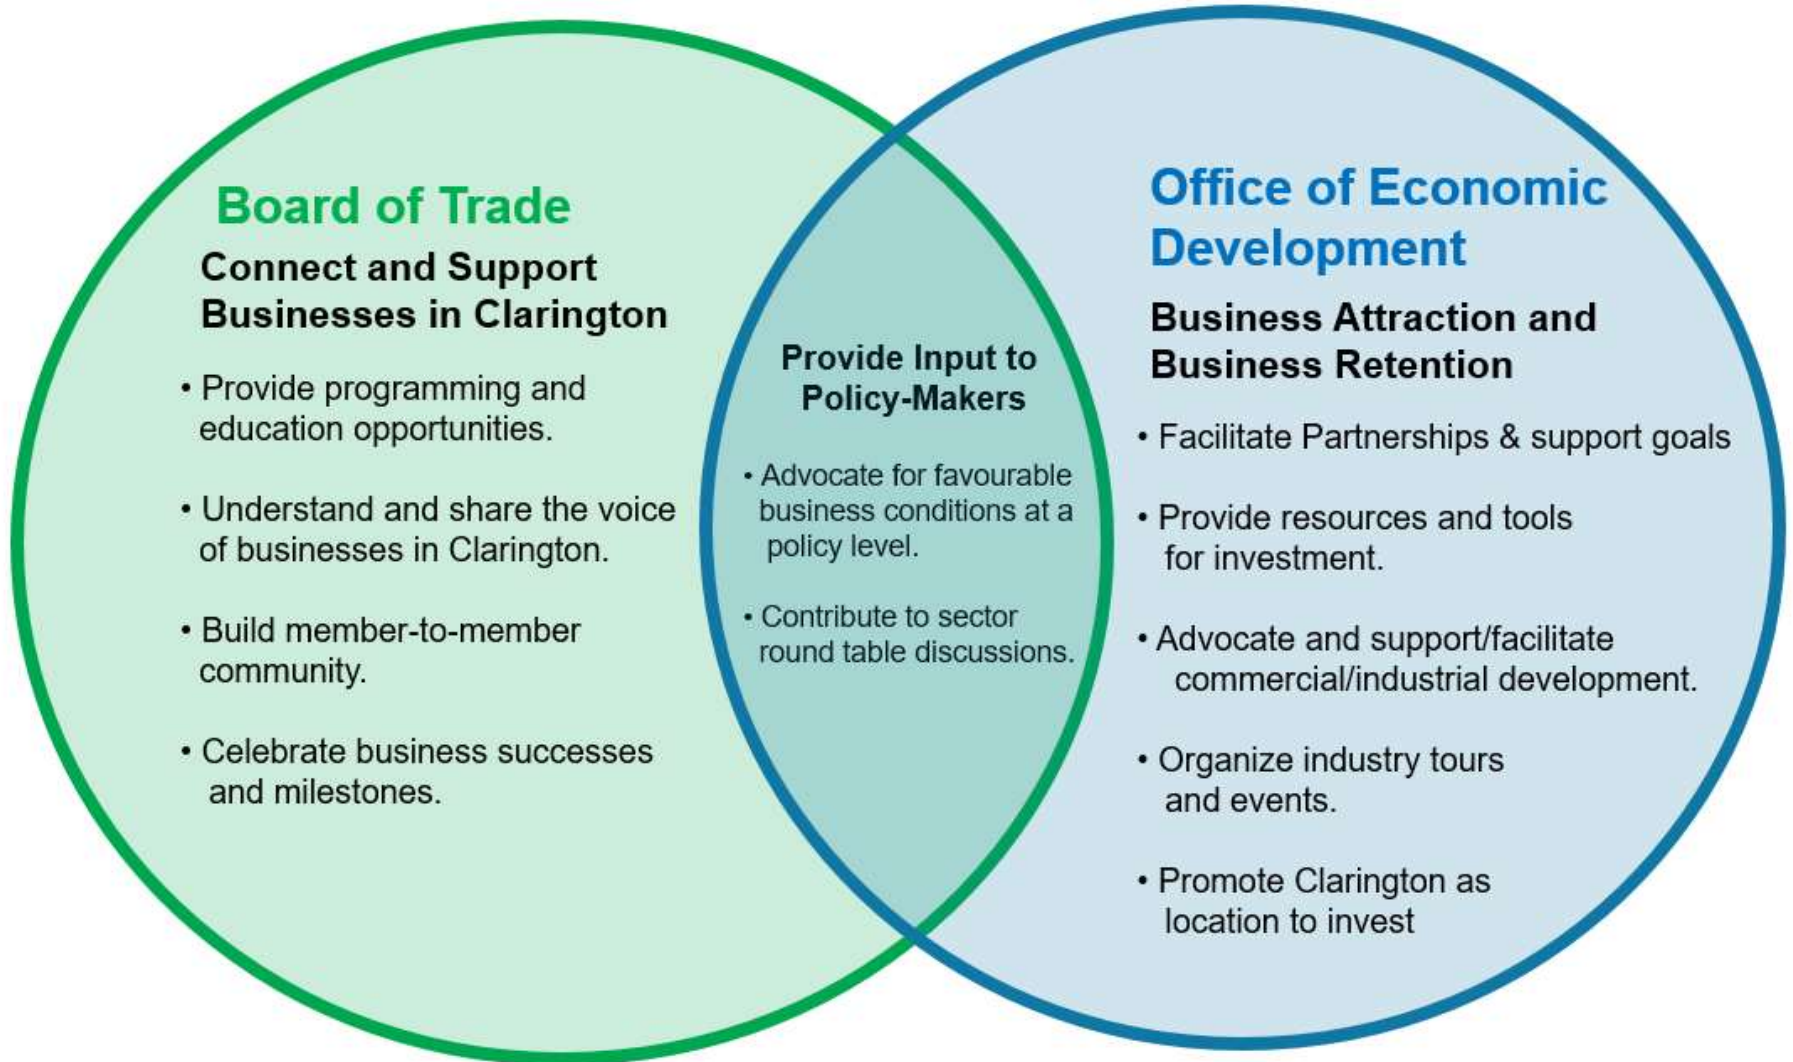 Board of Trade
Connect and Support
Businesses in Clarington
• Provide programming and
education opportunities.
• Understand and share the voice
of businesses in Clarington.
• Build member-to-member
community.
• Celebrate business successes
and milestones.
Provide Input to
Policy-Makers
• Advocate for favourable
business conditions at a
policy level.
• Contribute to sector
round table discussions.
Office of Economic
Development
Business Attraction and
Business Retention
• Facilitate Partnerships & support goals
• Provide resources and tools
for investment.
• Advocate and support/facilitate
commercial/industrial development.
• Organize industry tours
and events.
• Promote Clarington as
location to invest